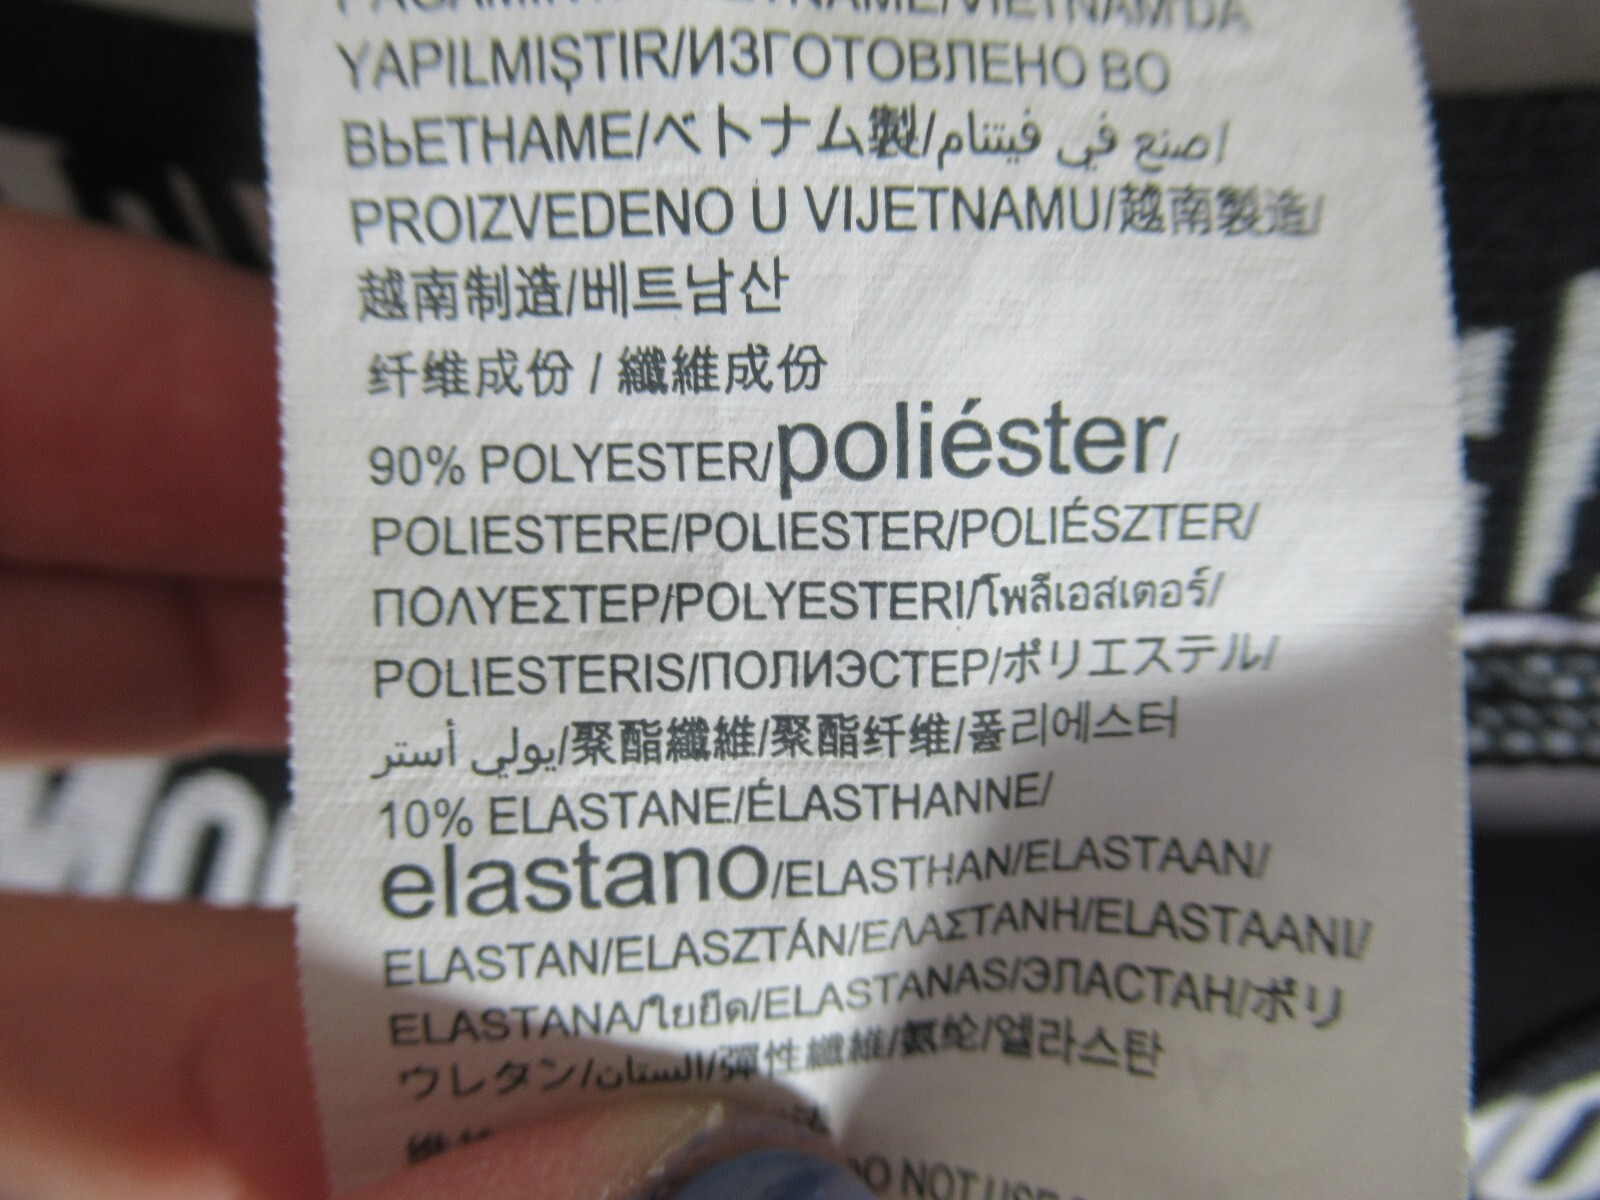 YAPILMIŞTIR/ИЗГОТОВЛЕНО ВО
ВЬЕТНАМЕ/ベトナム製/اصنع في فيتنام
PROIZVEDENO U VIJETNAMU/越南製造/
越南制造/베트남산
纤维成份 / 纖維成份
90% POLYESTER/poliéster/
POLIESTERE/POLIESTER/POLIÉSZTER/
ΠΟΛΥΕΣΤΕΡ/POLYESTERI/โพลีเอสเตอร์/
POLIESTERIS/ПОЛИЭСТЕР/ポリエステル/
يولي أستر/聚酯纖維/聚酯纤维/폴리에스터
10% ELASTANE/ÉLASTHANNE/
elastano/ELASTHAN/ELASTAAN/
ELASTAN/ELASZTÁN/ΕΛΑΣΤΑΝΗ/ELASTAANI/
ELASTANA/ใยยืด/ELASTANAS/ЭЛАСТАН/ポリ
ウレタン/الستان/彈性纖維/氨纶/엘라스탄
DO NOT USE